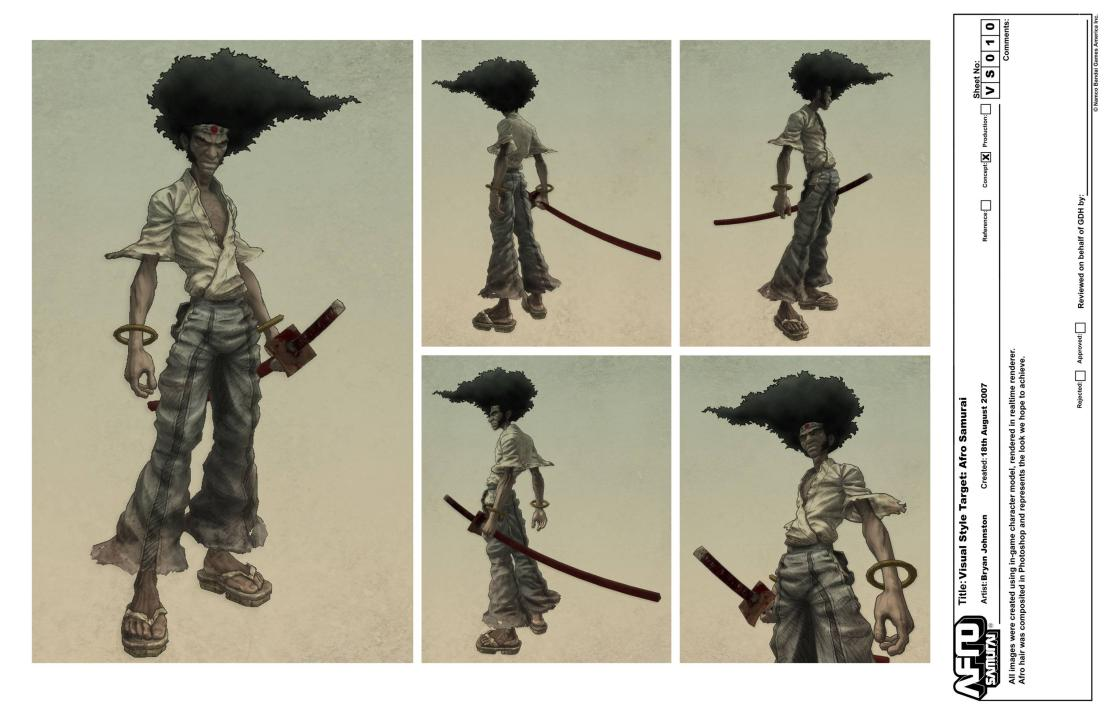 AFRO
SAMURAI
®
Title: Visual Style Target: Afro Samurai
Artist: Bryan Johnston Created: 18th August 2007 Reference: Concept: X Production:
Sheet No:
V S 0 1 0
Comments:
All images were created using in-game character model, rendered in realtime renderer.
Afro hair was composited in Photoshop and represents the look we hope to achieve.
Rejected: Approved: Reviewed on behalf of GDH by:
© Namco Bandai Games America Inc.